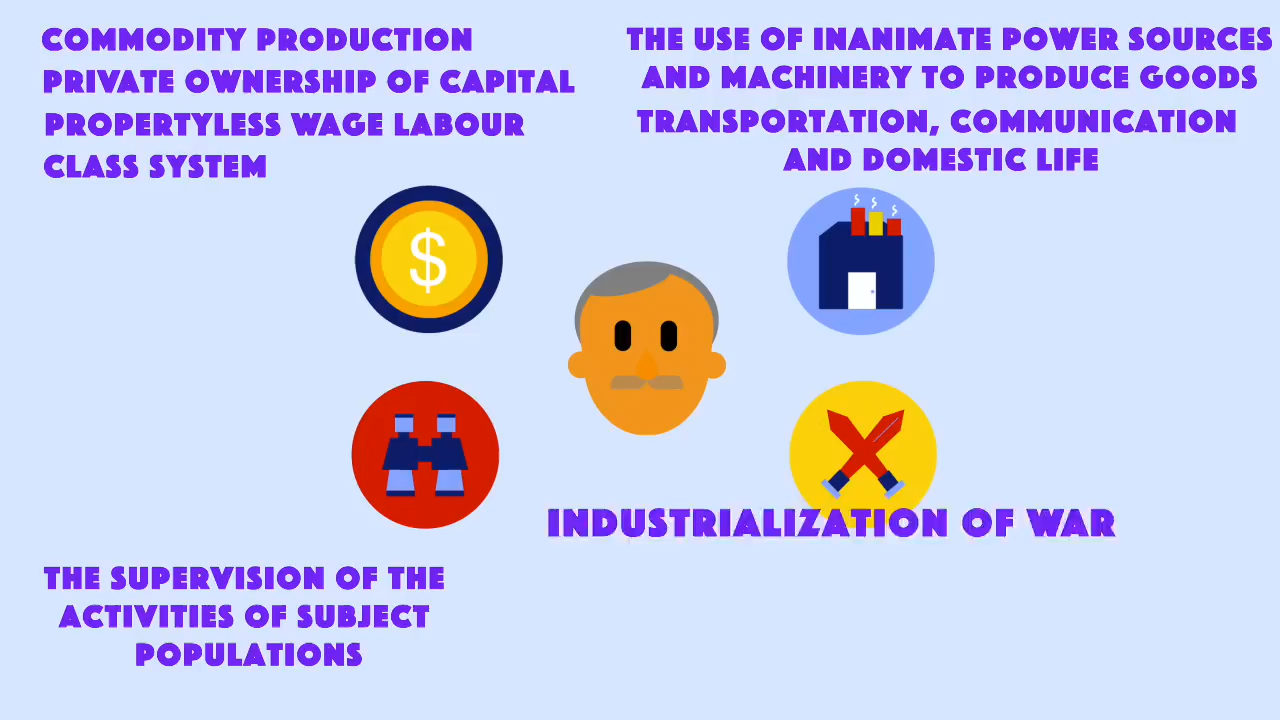 COMMODITY PRODUCTION
PRIVATE OWNERSHIP OF CAPITAL
PROPERTYLESS WAGE LABOUR
CLASS SYSTEM
THE USE OF INANIMATE POWER SOURCES
AND MACHINERY TO PRODUCE GOODS
TRANSPORTATION, COMMUNICATION
AND DOMESTIC LIFE
$
INDUSTRIALIZATION OF WAR
THE SUPERVISION OF THE
ACTIVITIES OF SUBJECT
POPULATIONS